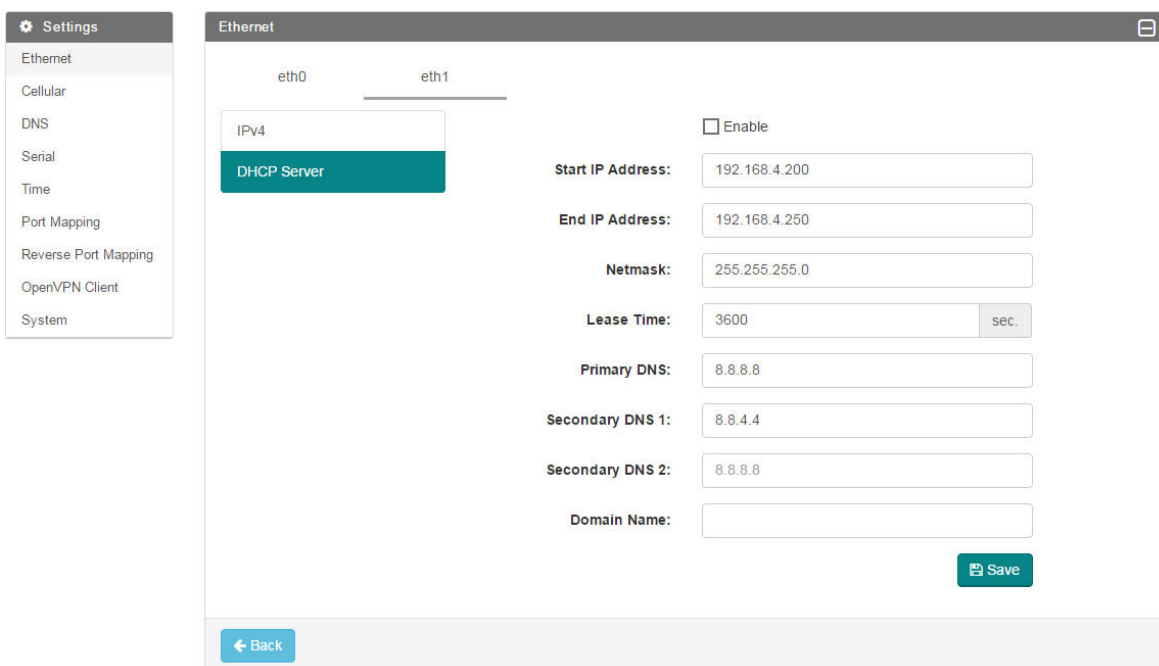 Settings
Ethernet
Cellular
DNS
Serial
Time
Port Mapping
Reverse Port Mapping
OpenVPN Client
System
Ethernet
eth0 eth1
IPv4
DHCP Server
Enable
Start IP Address: 192.168.4.200
End IP Address: 192.168.4.250
Netmask: 255.255.255.0
Lease Time: 3600 sec.
Primary DNS: 8.8.8.8
Secondary DNS 1: 8.8.4.4
Secondary DNS 2: 8.8.8.8
Domain Name:
Save
Back